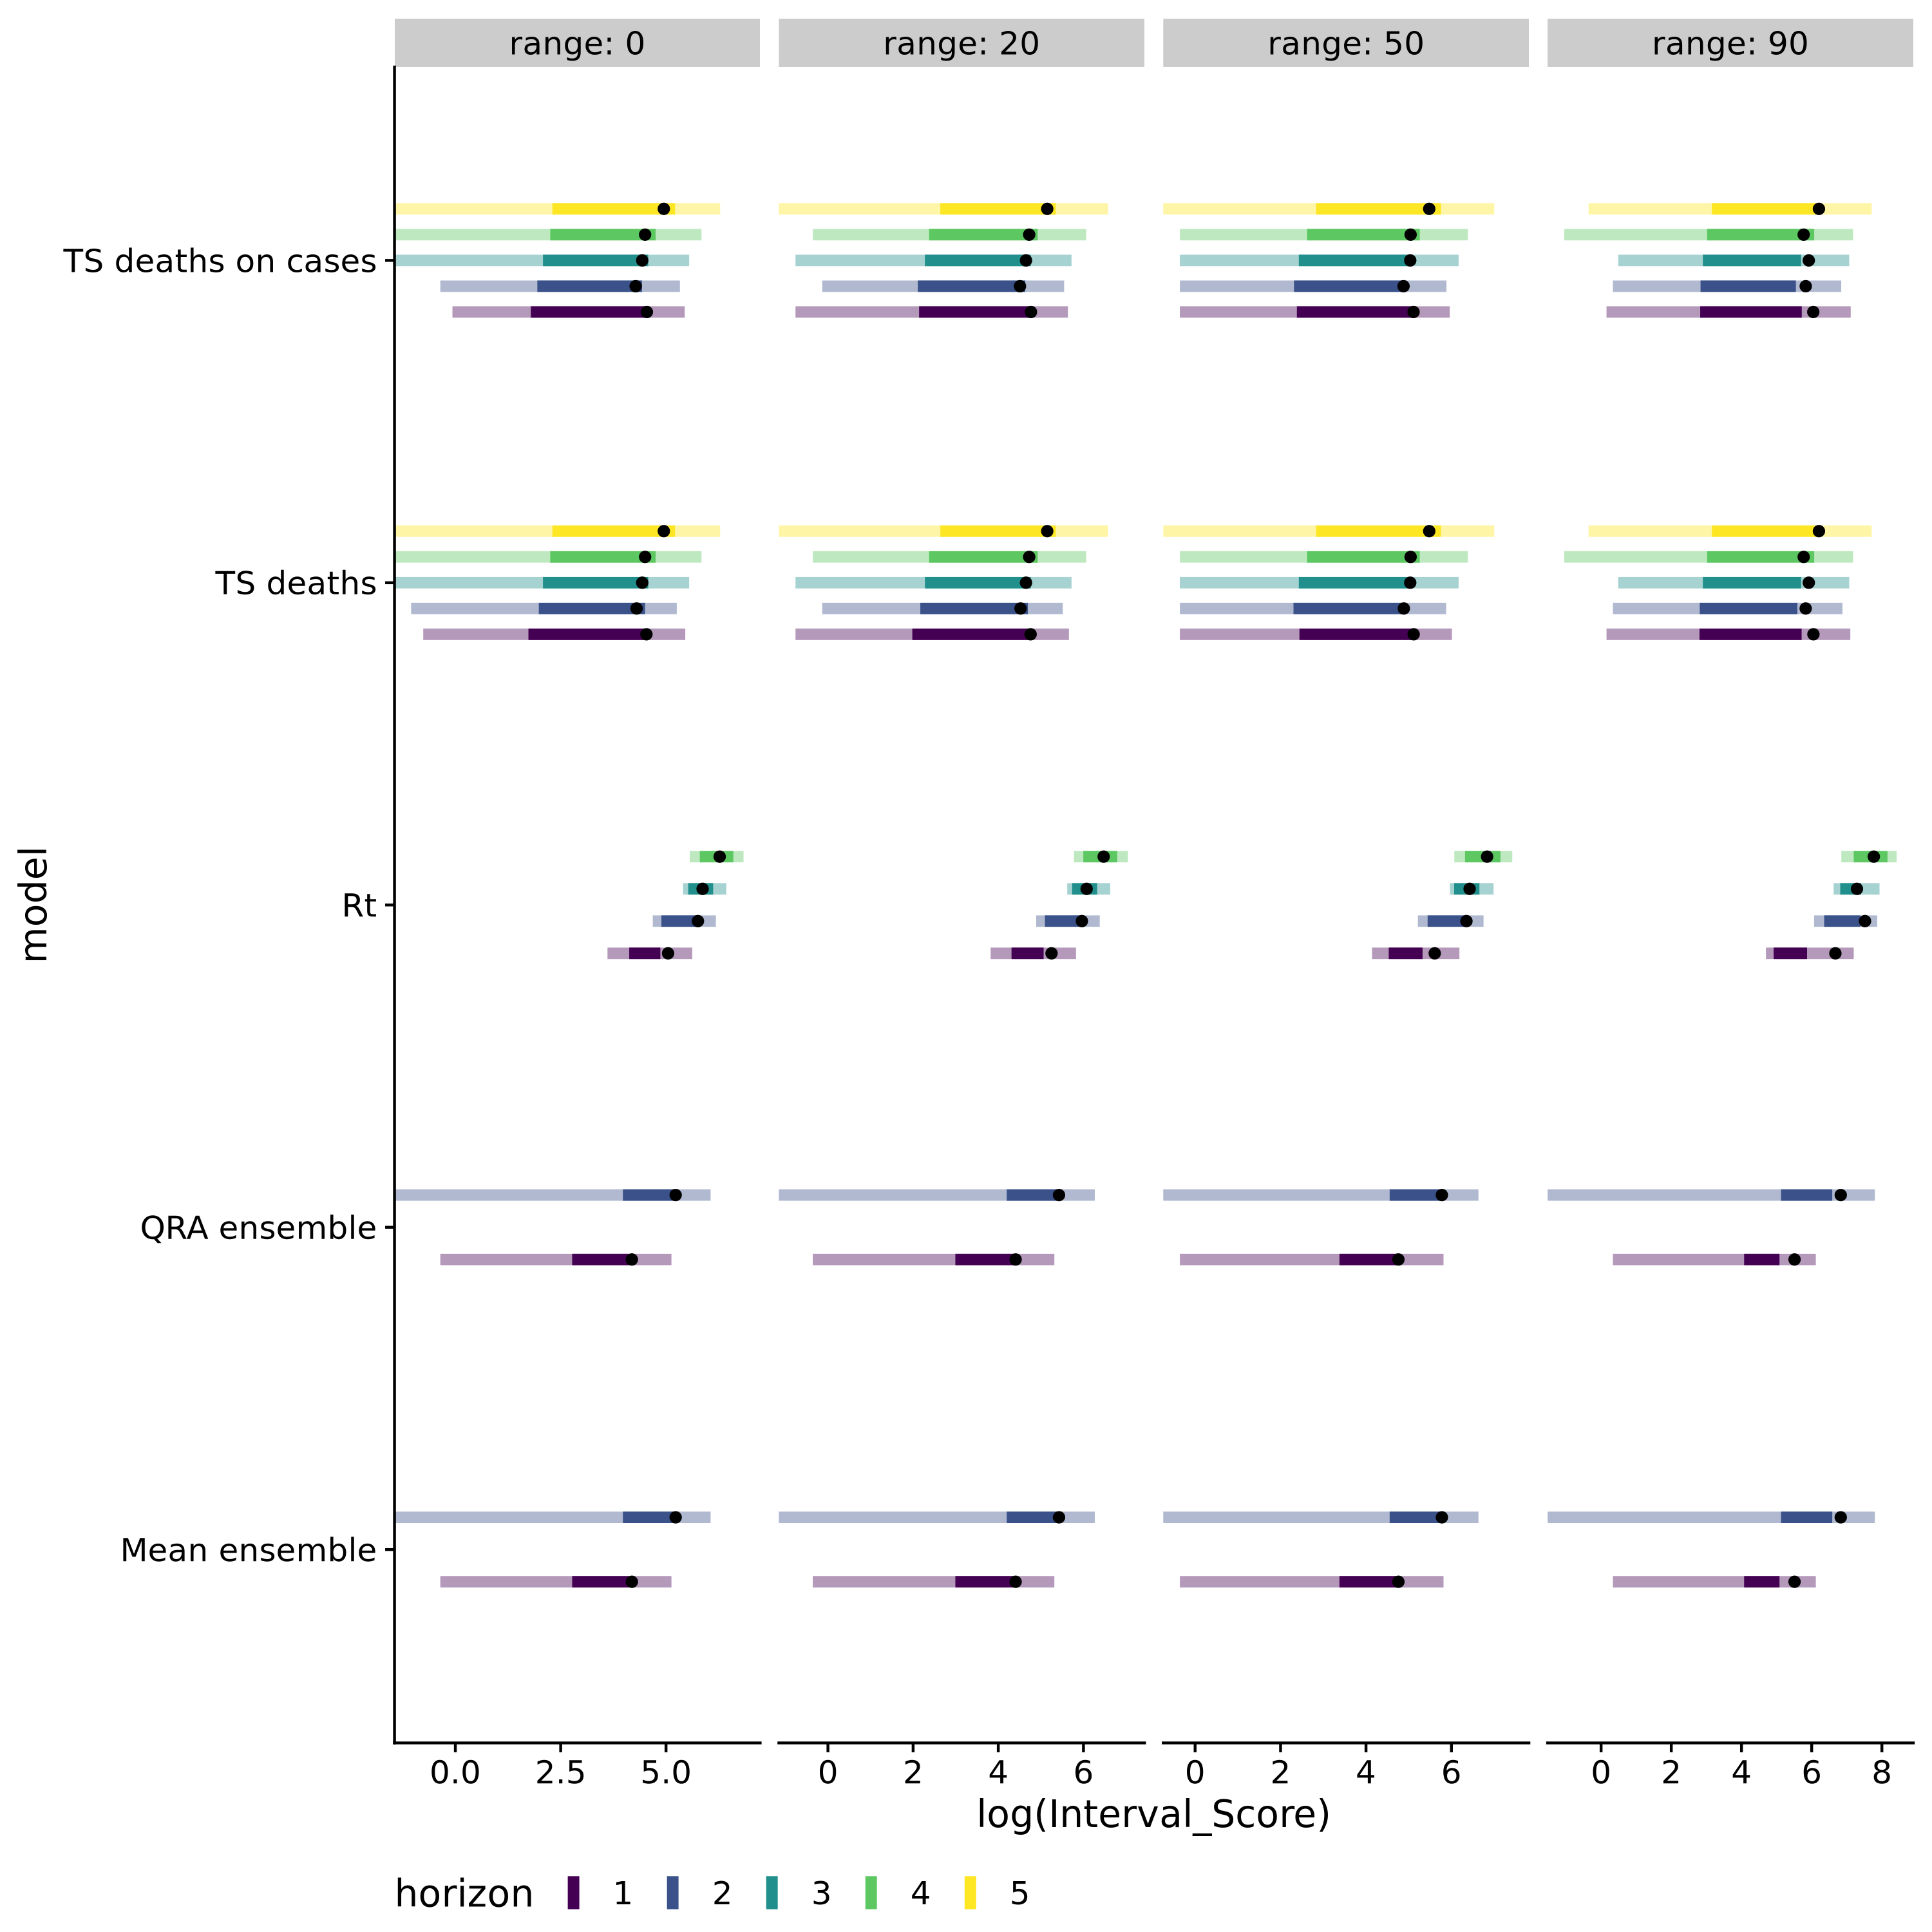 range: 0 range: 20 range: 50 range: 90
TS deaths on cases
TS deaths
model
Rt
QRA ensemble
Mean ensemble
0.0 2.5 5.0 0 2 4 6 0 2 4 6 0 2 4 6 8
log(Interval_Score)
horizon 1 2 3 4 5